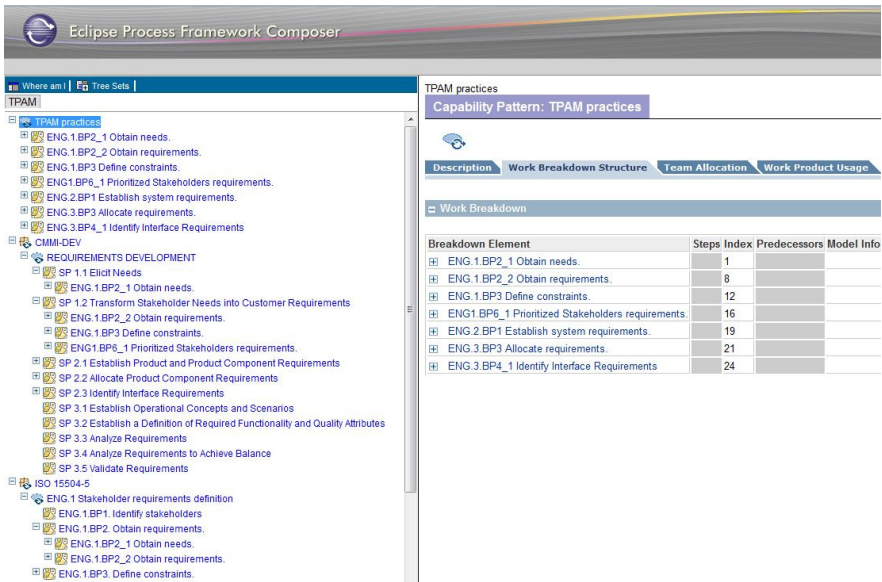 Eclipse Process Framework Composer
Where am I | Tree Sets |
TPAM
TPAM practices
ENG.1.BP2_1 Obtain needs.
ENG.1.BP2_2 Obtain requirements.
ENG.1.BP3 Define constraints.
ENG1.BP6_1 Prioritized Stakeholders requirements.
ENG.2.BP1 Establish system requirements.
ENG.3.BP3 Allocate requirements.
ENG.3.BP4_1 Identify Interface Requirements
CMMI-DEV
REQUIREMENTS DEVELOPMENT
SP 1.1 Elicit Needs
ENG.1.BP2_1 Obtain needs.
SP 1.2 Transform Stakeholder Needs into Customer Requirements
ENG.1.BP2_2 Obtain requirements.
ENG.1.BP3 Define constraints.
ENG1.BP6_1 Prioritized Stakeholders requirements.
SP 2.1 Establish Product and Product Component Requirements
SP 2.2 Allocate Product Component Requirements
SP 2.3 Identify Interface Requirements
SP 3.1 Establish Operational Concepts and Scenarios
SP 3.2 Establish a Definition of Required Functionality and Quality Attributes
SP 3.3 Analyze Requirements
SP 3.4 Analyze Requirements to Achieve Balance
SP 3.5 Validate Requirements
ISO 15504-5
ENG.1 Stakeholder requirements definition
ENG.1.BP1. Identify stakeholders
ENG.1.BP2. Obtain requirements.
ENG.1.BP2_1 Obtain needs.
ENG.1.BP2_2 Obtain requirements.
ENG.1.BP3. Define constraints.
TPAM practices
Capability Pattern: TPAM practices
Description Work Breakdown Structure Team Allocation Work Product Usage
Work Breakdown
Breakdown Element Steps Index Predecessors Model Info
ENG.1.BP2_1 Obtain needs. 1
ENG.1.BP2_2 Obtain requirements. 8
ENG.1.BP3 Define constraints. 12
ENG1.BP6_1 Prioritized Stakeholders requirements. 16
ENG.2.BP1 Establish system requirements. 19
ENG.3.BP3 Allocate requirements. 21
ENG.3.BP4_1 Identify Interface Requirements 24